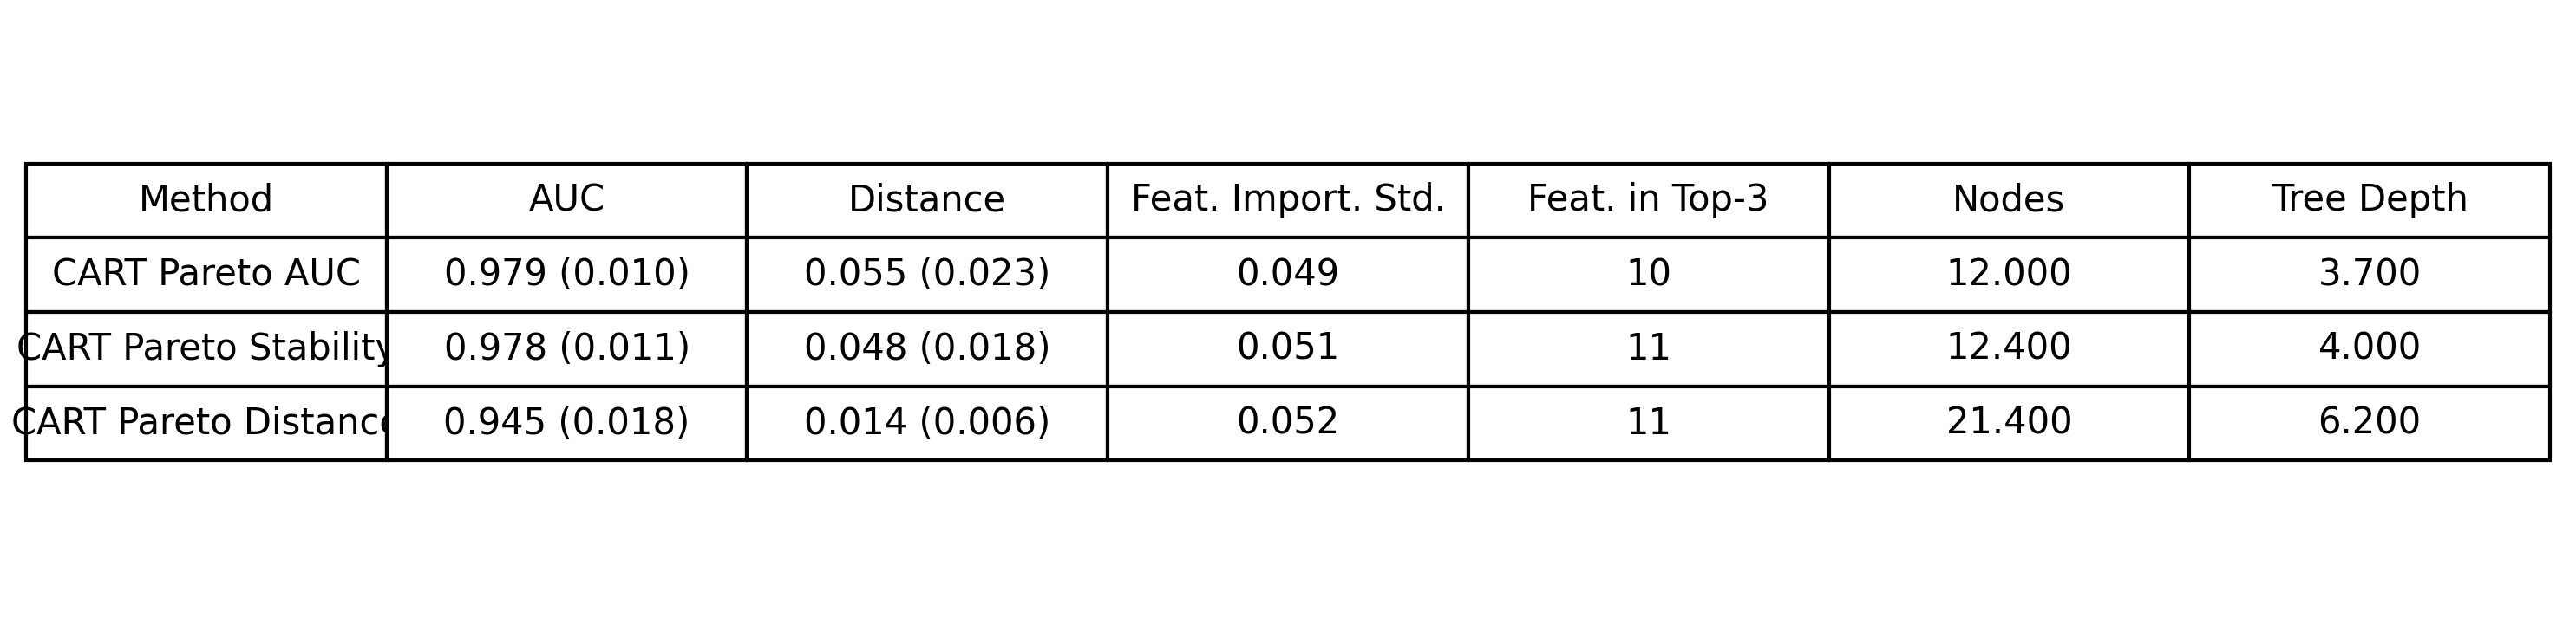 Method AUC Distance Feat. Import. Std. Feat. in Top-3 Nodes Tree Depth
CART Pareto AUC 0.979 (0.010) 0.055 (0.023) 0.049 10 12.000 3.700
CART Pareto Stability 0.978 (0.011) 0.048 (0.018) 0.051 11 12.400 4.000
CART Pareto Distance 0.945 (0.018) 0.014 (0.006) 0.052 11 21.400 6.200